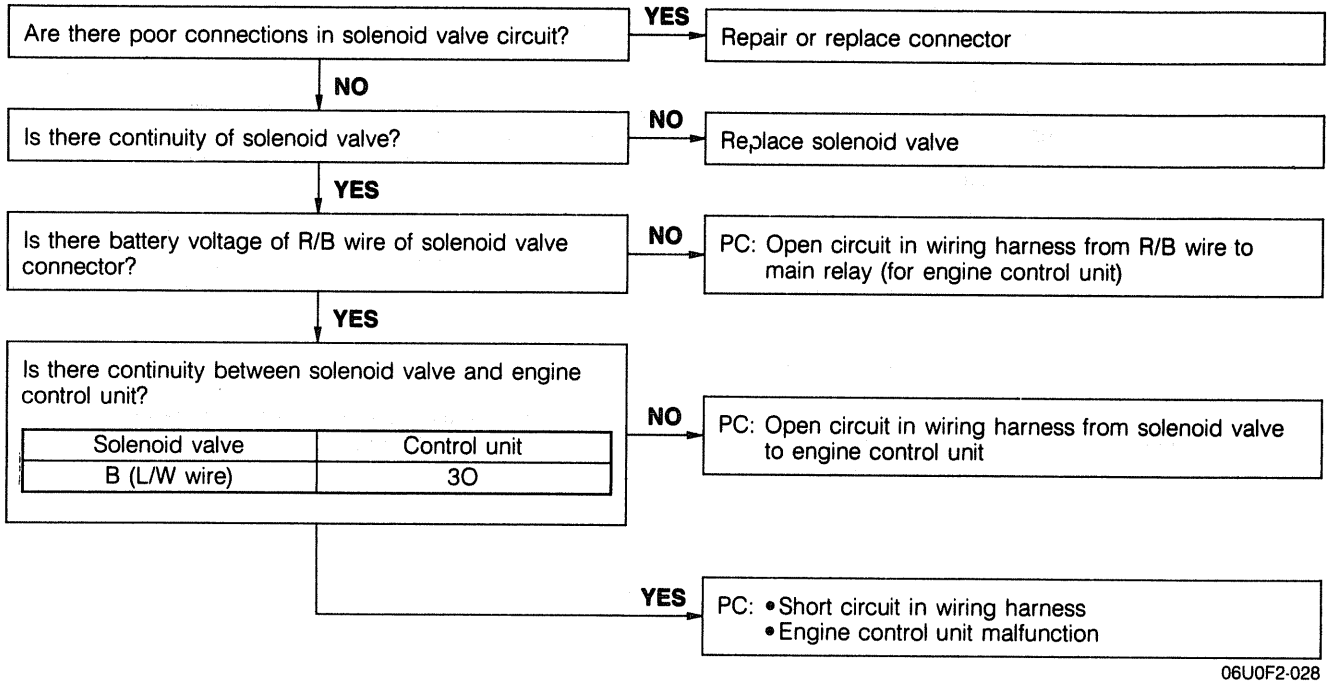 Are there poor connections in solenoid valve circuit?
YES
Repair or replace connector
NO
Is there continuity of solenoid valve?
NO
Replace solenoid valve
YES
Is there battery voltage of R/B wire of solenoid valve
connector?
NO
PC: Open circuit in wiring harness from R/B wire to
main relay (for engine control unit)
YES
Is there continuity between solenoid valve and engine
control unit?
Solenoid valve Control unit
B (L/W wire) 3O
NO
PC: Open circuit in wiring harness from solenoid valve
to engine control unit
YES
PC: • Short circuit in wiring harness
• Engine control unit malfunction
06U0F2-028